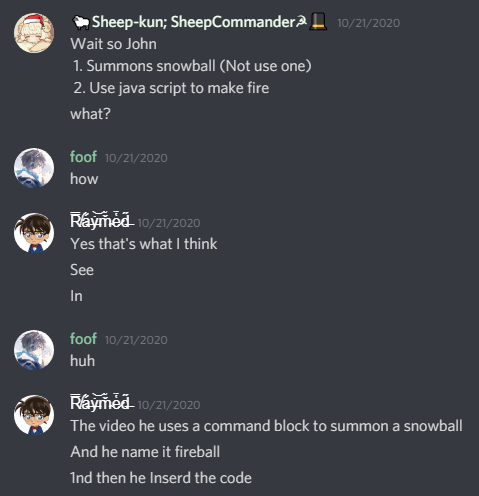 🐑Sheep-kun; SheepCommander☭🎩 10/21/2020
Wait so John
1. Summons snowball (Not use one)
2. Use java script to make fire
what?
foof 10/21/2020
how
Raymed 10/21/2020
Yes that's what I think
See
In
foof 10/21/2020
huh
Raymed 10/21/2020
The video he uses a command block to summon a snowball
And he name it fireball
1nd then he Inserd the code